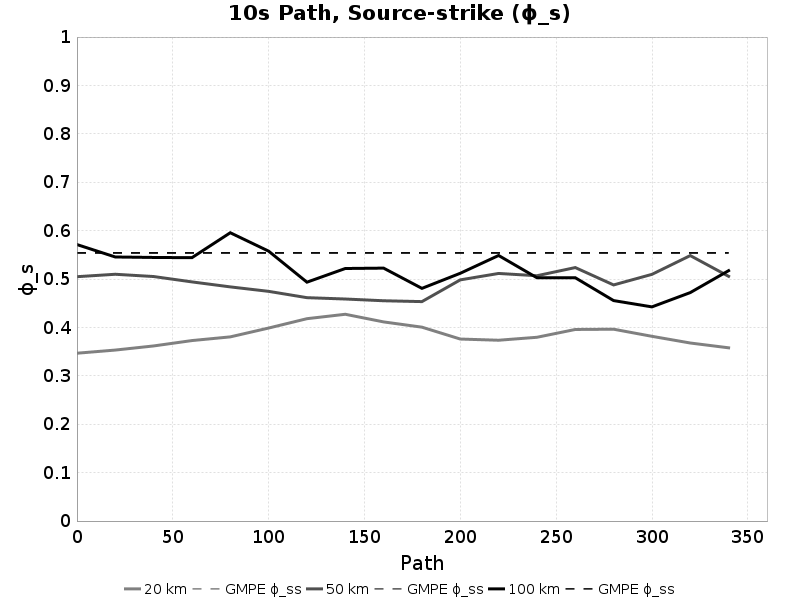 10s Path, Source-strike (ϕ_s)
1
0.9
0.8
0.7
0.6
0.5
0.4
0.3
0.2
0.1
0
ϕ_s
0 50 100 150 200 250 300 350
Path
20 km GMPE ϕ_ss 50 km GMPE ϕ_ss 100 km GMPE ϕ_ss